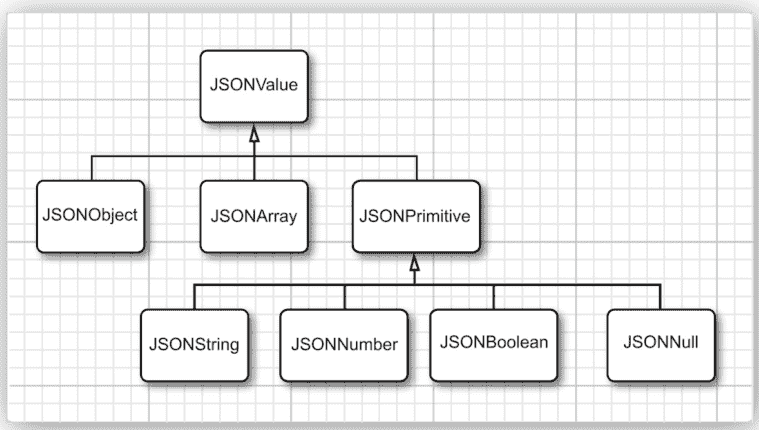 JSONValue
JSONObject
JSONArray
JSONPrimitive
JSONString
JSONNumber
JSONBoolean
JSONNull